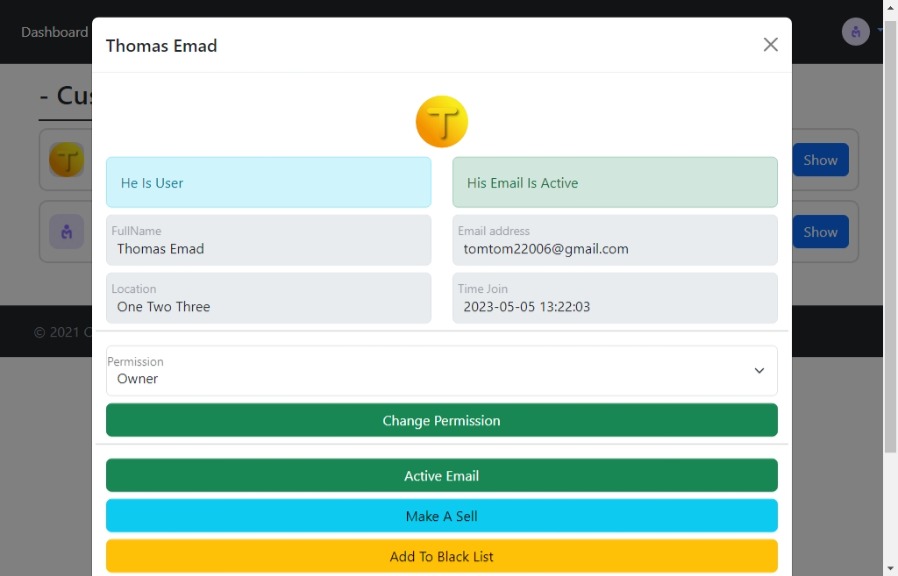 Dashboard
Thomas Emad
- Cus
T
T
Show
He Is User
His Email Is Active
FullName
Thomas Emad
Email address
tomtom22006@gmail.com
Show
Location
One Two Three
Time Join
2023-05-05 13:22:03
© 2021 C
Permission
Owner
Change Permission
Active Email
Make A Sell
Add To Black List